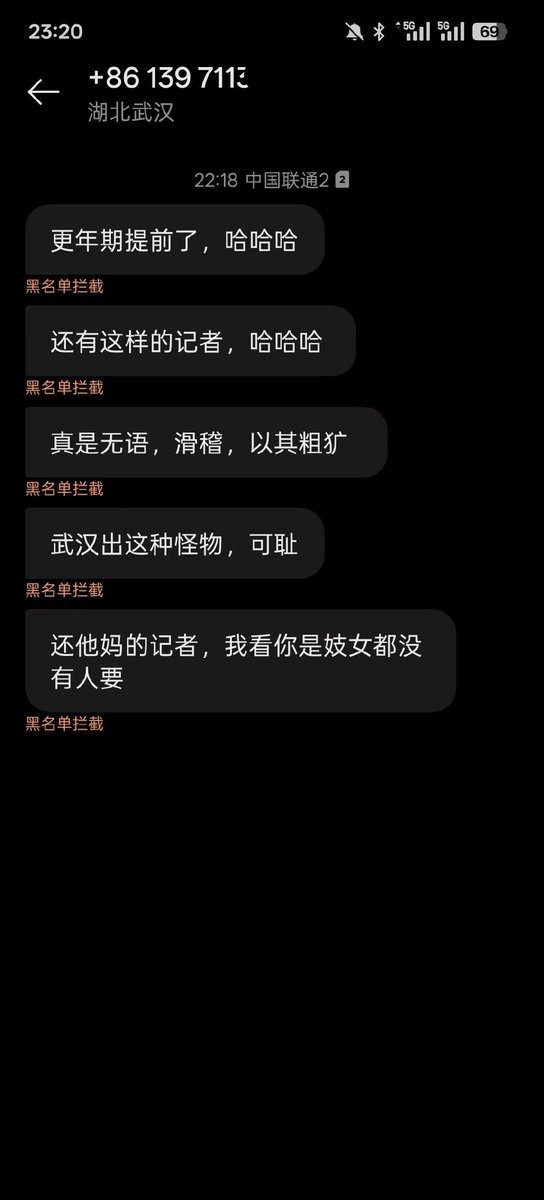 23:20
5G 5G 69
+86 139 7113
湖北武汉
22:18 中国联通2 2
更年期提前了，哈哈哈
黑名单拦截
还有这样的记者，哈哈哈
黑名单拦截
真是无语，滑稽，以其粗犷
黑名单拦截
武汉出这种怪物，可耻
黑名单拦截
还他妈的记者，我看你是妓女都没
有人要
黑名单拦截